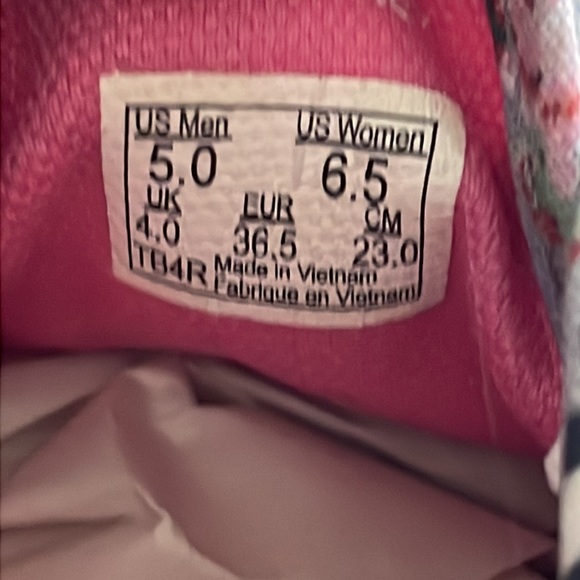 US Men US Women
5.0 6.5
UK EUR CM
4.0 36.5 23.0
TB4R Made in Vietnam
Fabriqué en Vietnam